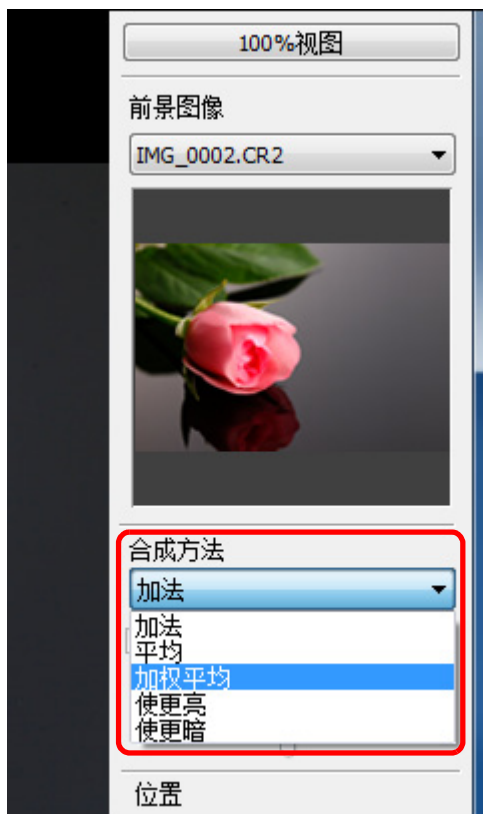 100%视图
前景图像
IMG_0002.CR2
合成方法
加法
加法
平均
加权平均
使更亮
使更暗
位置